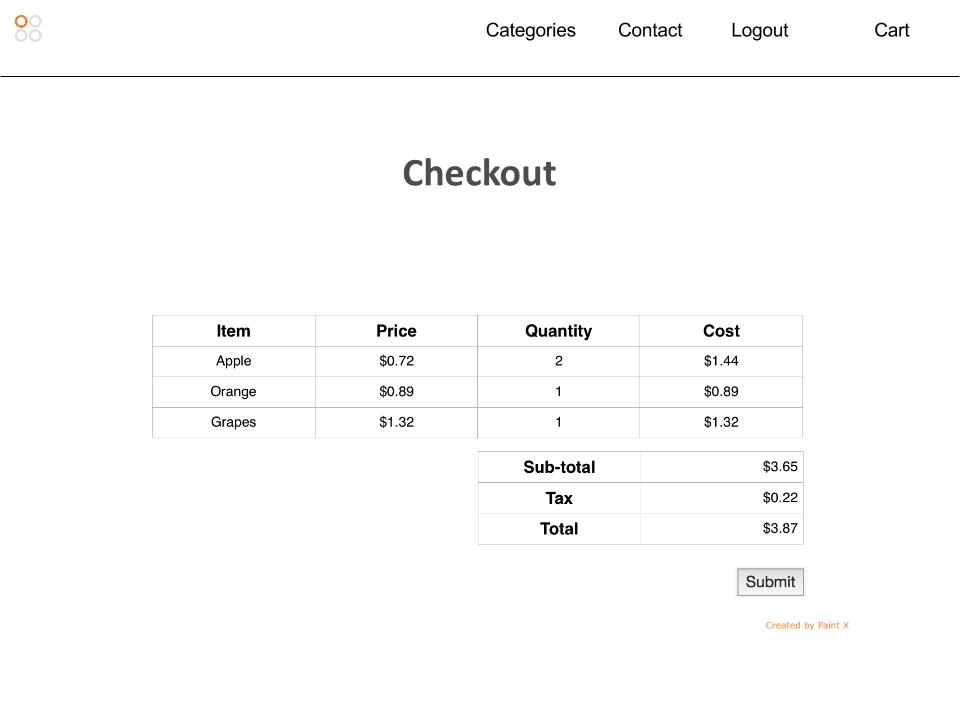 Categories Contact Logout Cart
Checkout
Item Price Quantity Cost
Apple $0.72 2 $1.44
Orange $0.89 1 $0.89
Grapes $1.32 1 $1.32
Sub-total $3.65
Tax $0.22
Total $3.87
Submit
Created by Paint X